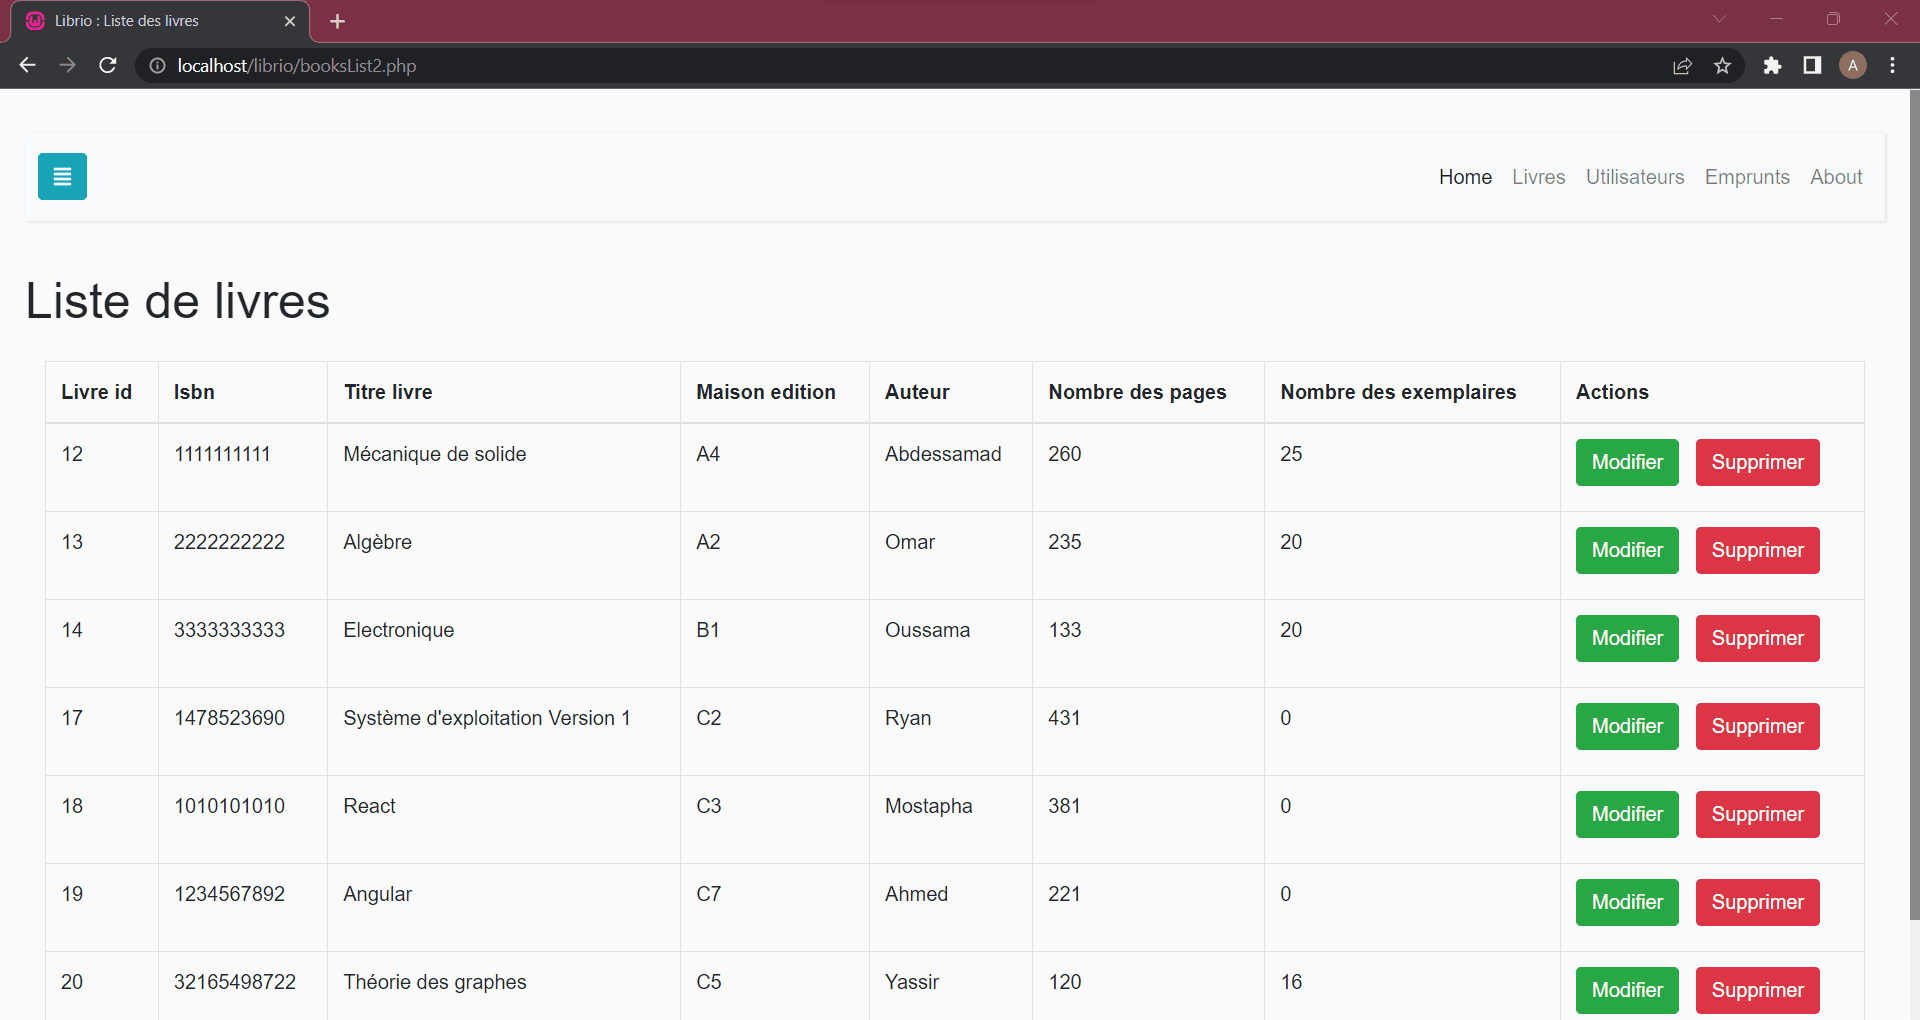 Librio : Liste des livres
localhost/librio/booksList2.php
A
Home Livres Utilisateurs Emprunts About
Liste de livres
Livre id Isbn Titre livre Maison edition Auteur Nombre des pages Nombre des exemplaires Actions
12 1111111111 Mécanique de solide A4 Abdessamad 260 25 Modifier Supprimer
13 2222222222 Algèbre A2 Omar 235 20 Modifier Supprimer
14 3333333333 Electronique B1 Oussama 133 20 Modifier Supprimer
17 1478523690 Système d'exploitation Version 1 C2 Ryan 431 0 Modifier Supprimer
18 1010101010 React C3 Mostapha 381 0 Modifier Supprimer
19 1234567892 Angular C7 Ahmed 221 0 Modifier Supprimer
20 32165498722 Théorie des graphes C5 Yassir 120 16 Modifier Supprimer